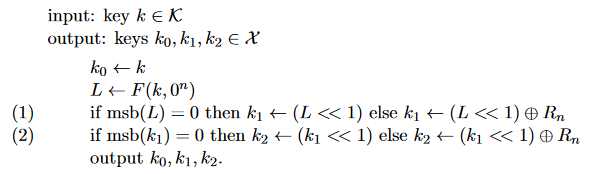 input: key k ∈ 𝒦
output: keys k₀, k₁, k₂ ∈ 𝒳
k₀ ← k
L ← F(k, 0ⁿ)
(1) if msb(L) = 0 then k₁ ← (L ≪ 1) else k₁ ← (L ≪ 1) ⊕ Rₙ
(2) if msb(k₁) = 0 then k₂ ← (k₁ ≪ 1) else k₂ ← (k₁ ≪ 1) ⊕ Rₙ
output k₀, k₁, k₂.